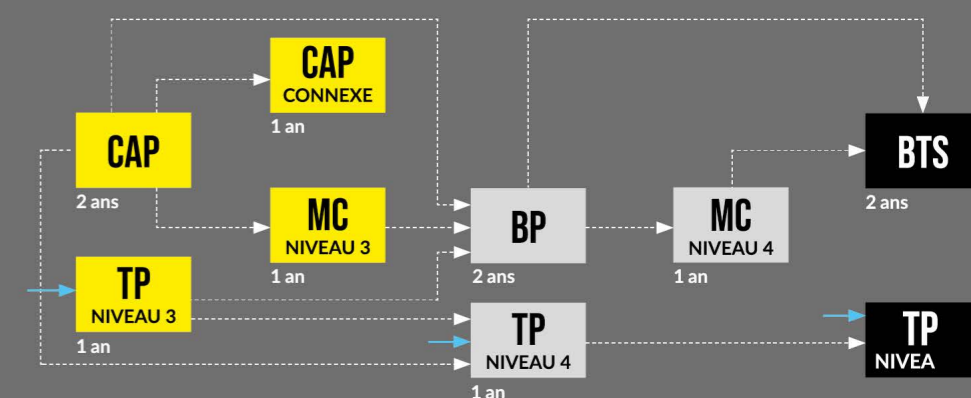 CAP
CONNEXE
1 an
CAP
2 ans
MC
NIVEAU 3
1 an
BP
2 ans
MC
NIVEAU 4
1 an
BTS
2 ans
TP
NIVEAU 3
1 an
TP
NIVEAU 4
1 an
TP
NIVEA